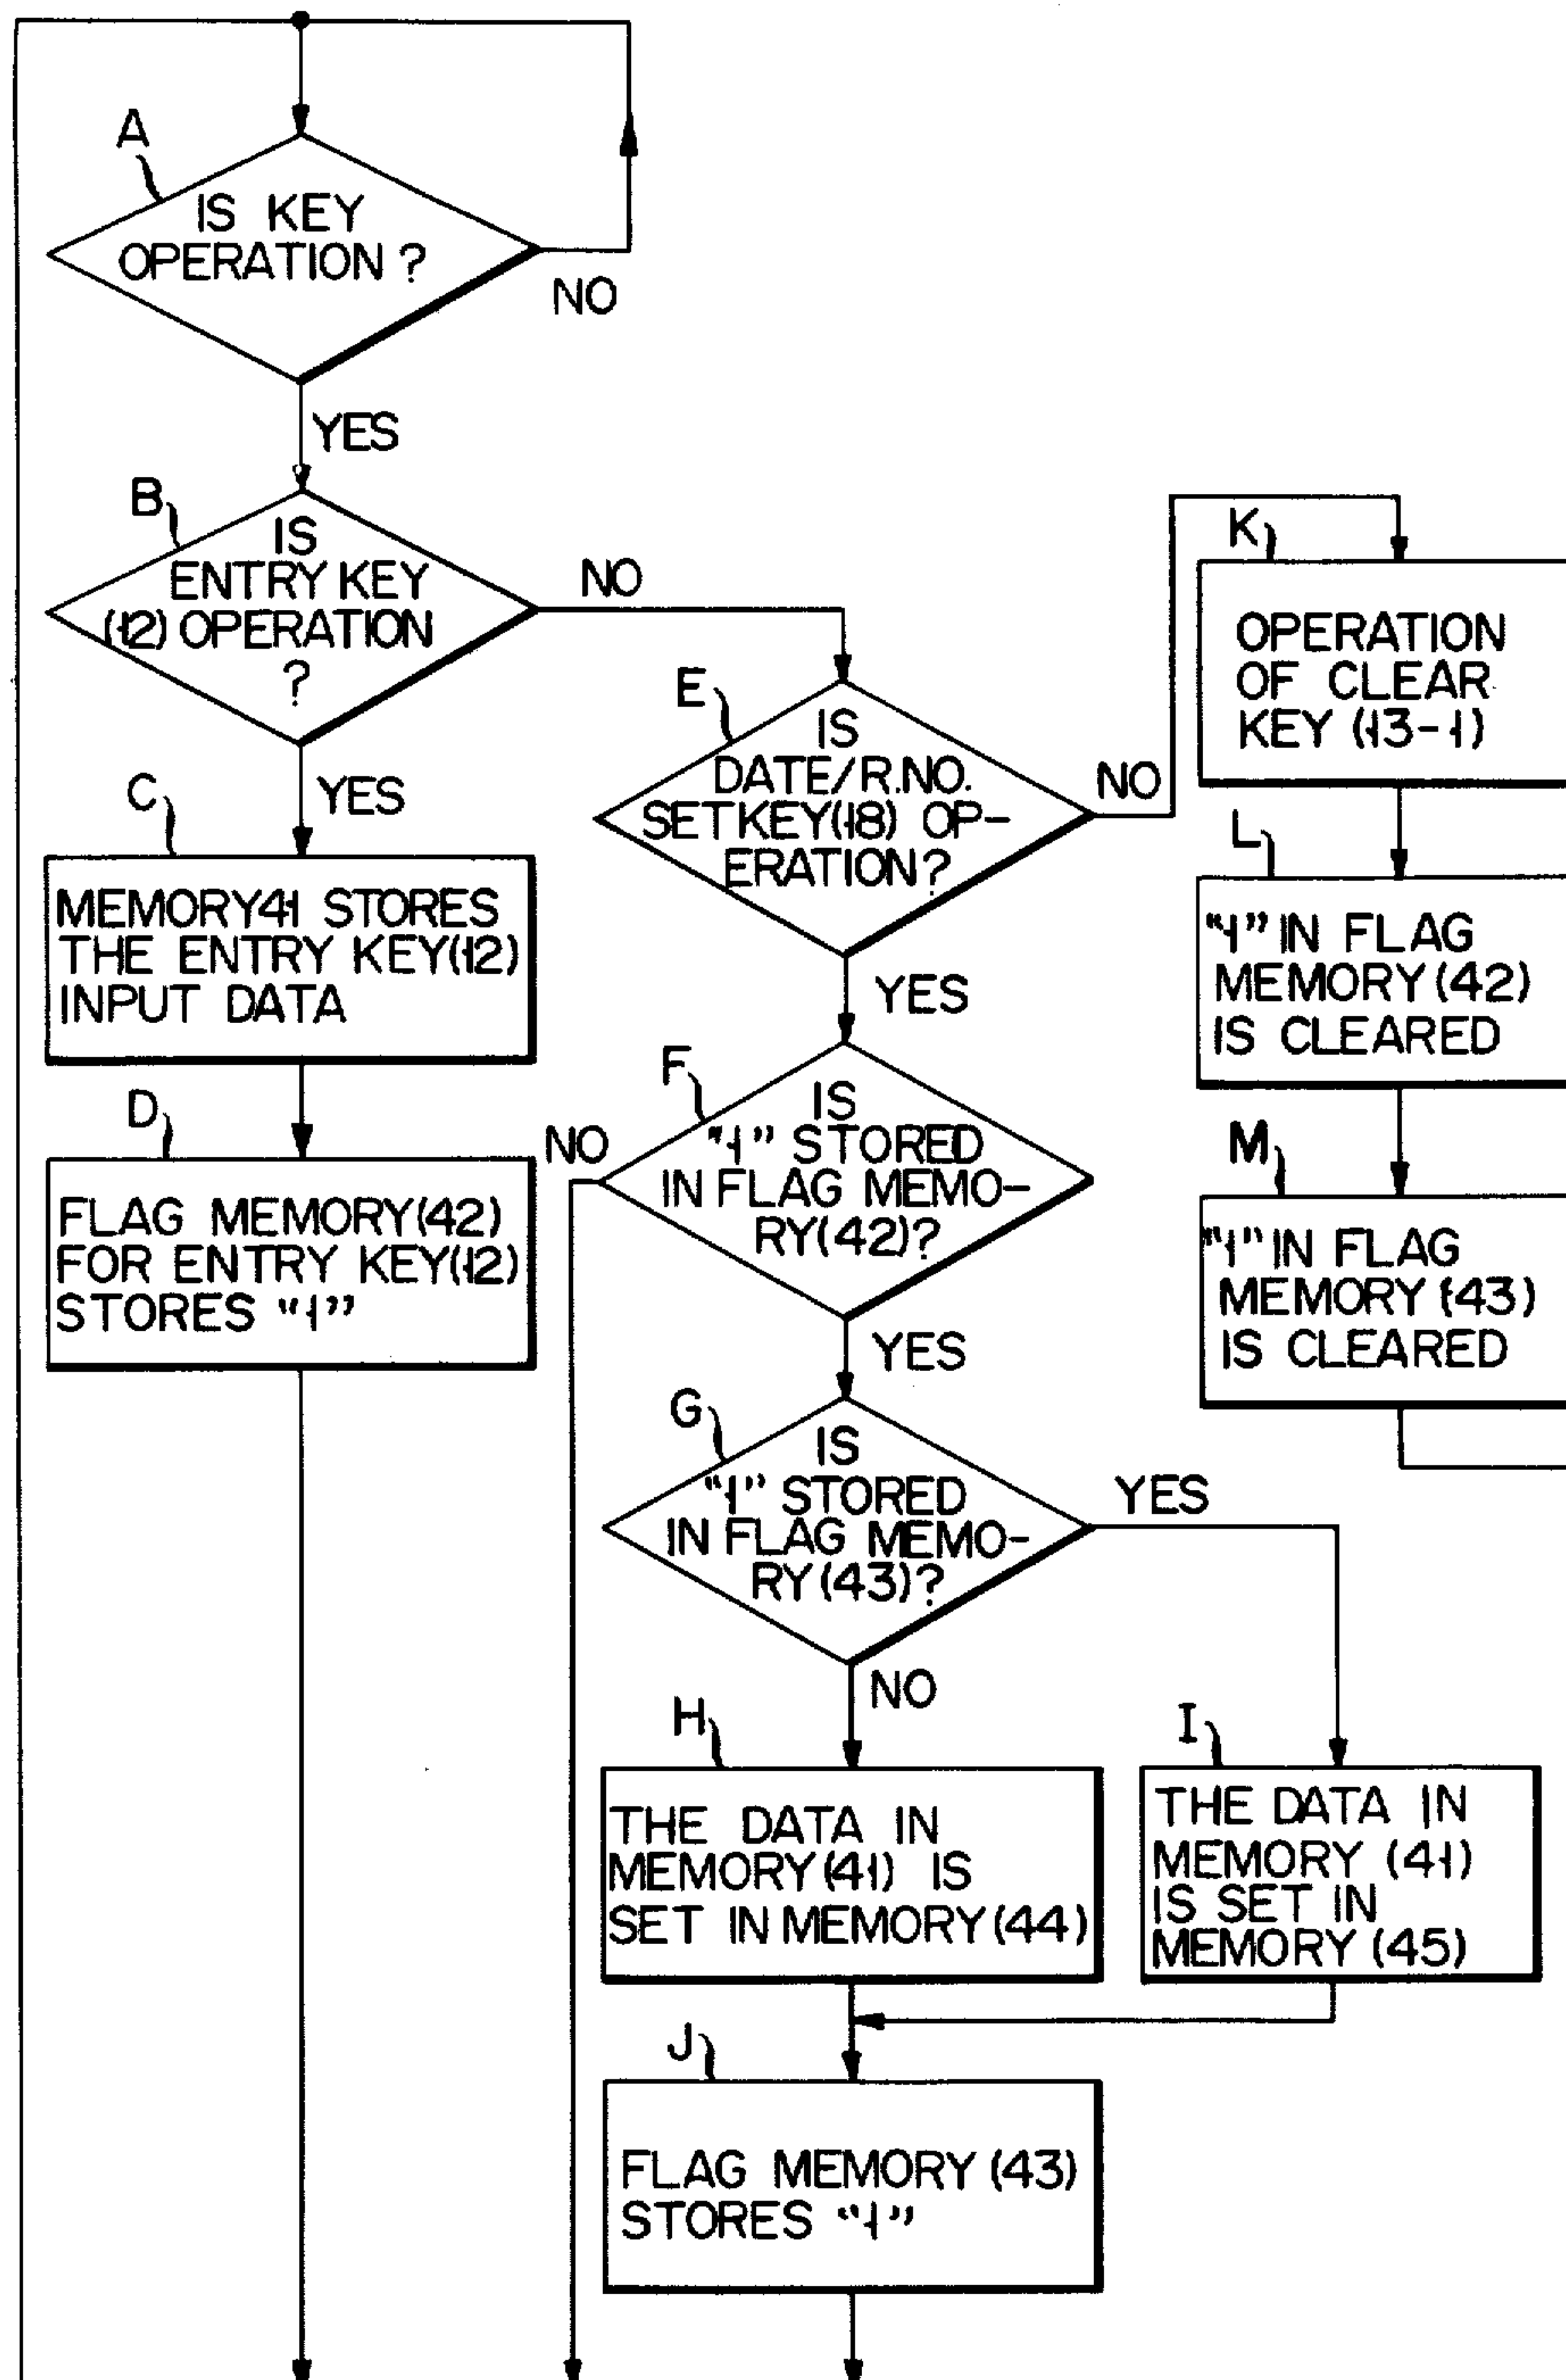 A
IS KEY
OPERATION ?
NO
YES
B
IS
ENTRY KEY
(12) OPERATION
?
NO
YES
C
MEMORY41 STORES
THE ENTRY KEY(12)
INPUT DATA
D
FLAG MEMORY(42)
FOR ENTRY KEY(12)
STORES "1"
E
IS
DATE/R.NO.
SET KEY(18) OP-
ERATION?
NO
YES
F
IS
"1" STORED
IN FLAG MEMO-
RY(42)?
NO
YES
G
IS
"1" STORED
IN FLAG MEMO-
RY(43)?
YES
NO
H
THE DATA IN
MEMORY(41) IS
SET IN MEMORY(44)
I
THE DATA IN
MEMORY (41)
IS SET IN
MEMORY (45)
J
FLAG MEMORY (43)
STORES "1"
K
OPERATION
OF CLEAR
KEY (13-1)
L
"1" IN FLAG
MEMORY(42)
IS CLEARED
M
"1" IN FLAG
MEMORY (43)
IS CLEARED